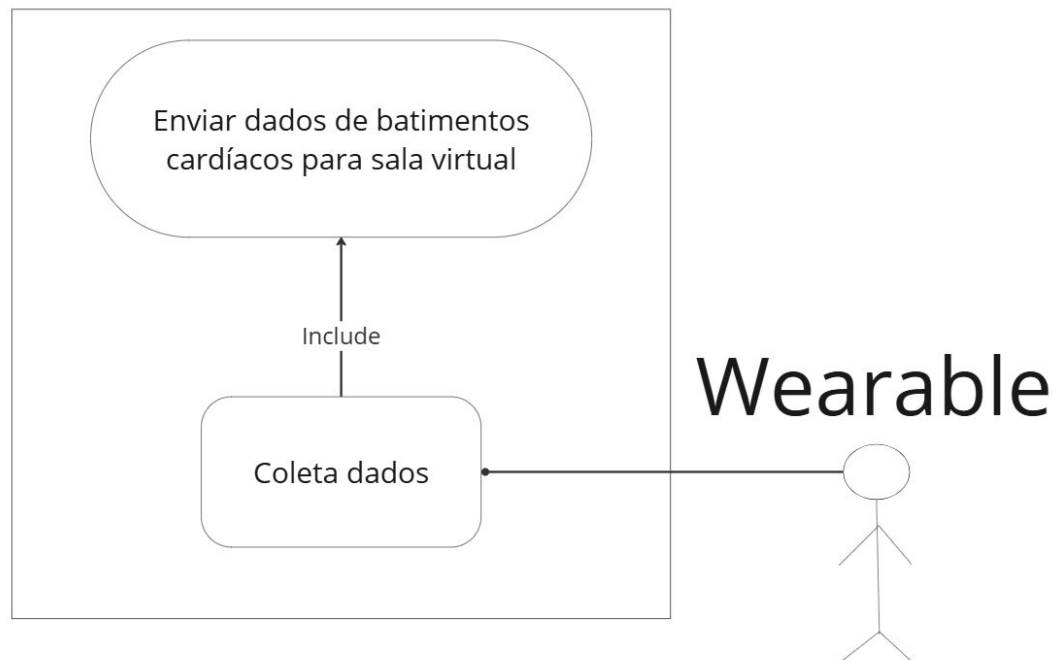 Enviar dados de batimentos
cardíacos para sala virtual
Include
Wearable
Coleta dados